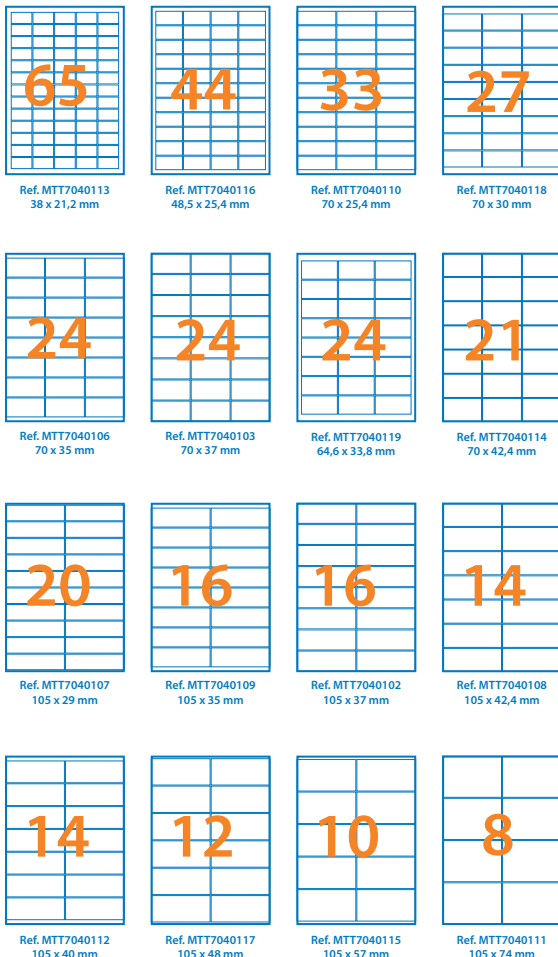 65
Ref. MTT7040113
38 x 21,2 mm
44
Ref. MTT7040116
48,5 x 25,4 mm
33
Ref. MTT7040110
70 x 25,4 mm
27
Ref. MTT7040118
70 x 30 mm
24
Ref. MTT7040106
70 x 35 mm
24
Ref. MTT7040103
70 x 37 mm
24
Ref. MTT7040119
64,6 x 33,8 mm
21
Ref. MTT7040114
70 x 42,4 mm
20
Ref. MTT7040107
105 x 29 mm
16
Ref. MTT7040109
105 x 35 mm
16
Ref. MTT7040102
105 x 37 mm
14
Ref. MTT7040108
105 x 42,4 mm
14
Ref. MTT7040112
105 x 40 mm
12
Ref. MTT7040117
105 x 48 mm
10
Ref. MTT7040115
105 x 57 mm
8
Ref. MTT7040111
105 x 74 mm